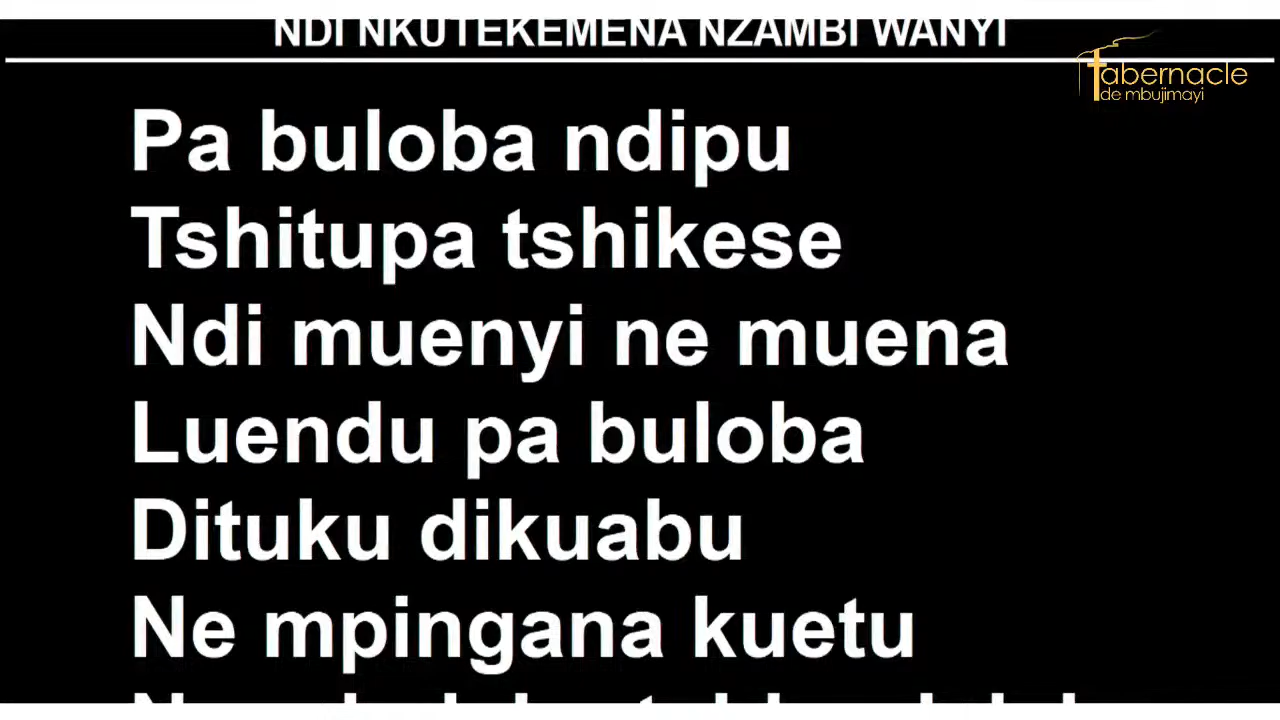 NDI NKUTEKEMENA NZAMBI WANYI
tabernacle
de mbujimayi
Pa buloba ndipu
Tshitupa tshikese
Ndi muenyi ne muena
Luendu pa buloba
Dituku dikuabu
Ne mpingana kuetu